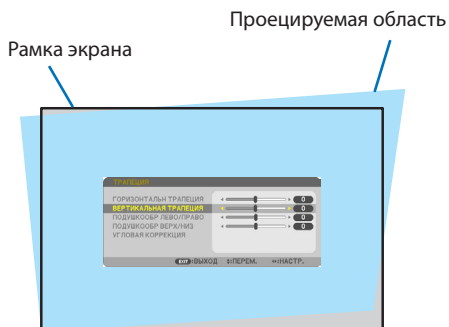 Проецируемая область
Рамка экрана
ТРАПЕЦИЯ
ГОРИЗОНТАЛЬН ТРАПЕЦИЯ 0
ВЕРТИКАЛЬНАЯ ТРАПЕЦИЯ 0
ПОДУШКООБР ЛЕВО/ПРАВО 0
ПОДУШКООБР ВЕРХ/НИЗ 0
УГЛОВАЯ КОРРЕКЦИЯ
EXIT :ВЫХОД ↕:ПЕРЕМ. ↔:НАСТР.